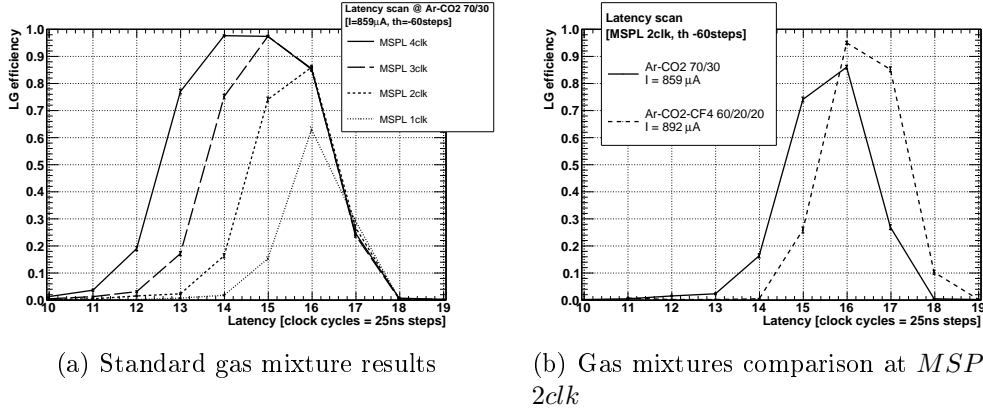 Latency scan @ Ar-CO2 70/30
[I=859µA, th=-60steps]
MSPL 4clk
MSPL 3clk
MSPL 2clk
MSPL 1clk
LG efficiency
1.0
0.9
0.8
0.7
0.6
0.5
0.4
0.3
0.2
0.1
0.0
10 11 12 13 14 15 16 17 18 19
Latency [clock cycles = 25ns steps]
(a) Standard gas mixture results
Latency scan
[MSPL 2clk, th -60steps]
Ar-CO2 70/30
I = 859 µA
Ar-CO2-CF4 60/20/20
I = 892 µA
LG efficiency
1.0
0.9
0.8
0.7
0.6
0.5
0.4
0.3
0.2
0.1
0.0
10 11 12 13 14 15 16 17 18 19
Latency [clock cycles = 25ns steps]
(b) Gas mixtures comparison at MSP
2clk